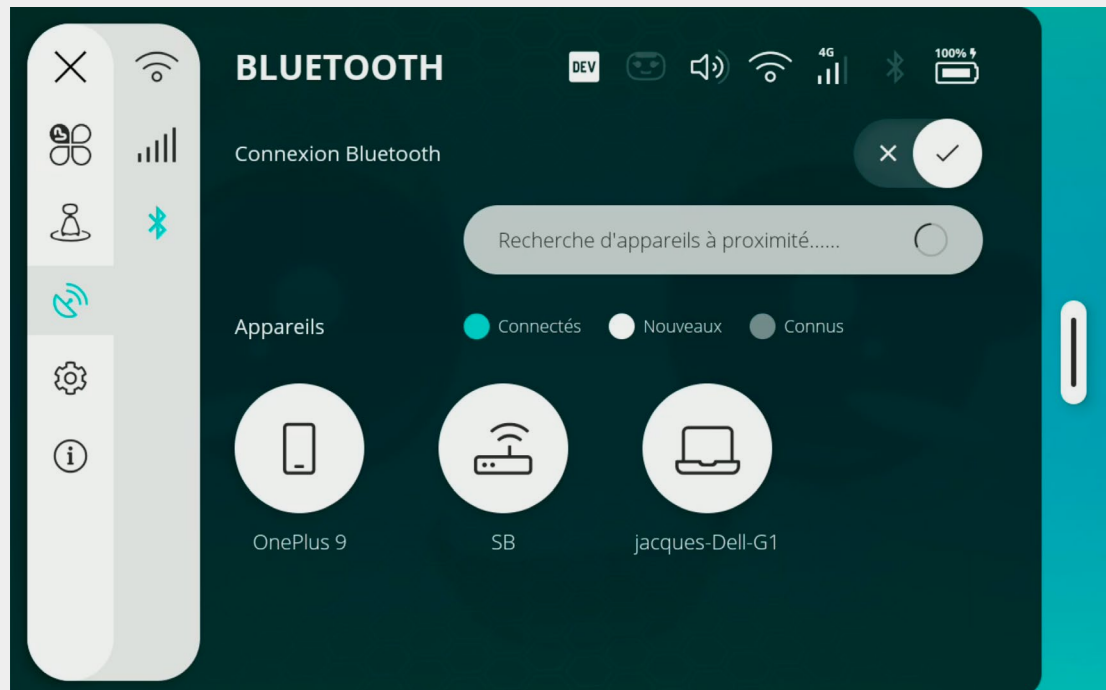 BLUETOOTH
DEV
4G
100%
Connexion Bluetooth
Recherche d'appareils à proximité......
Appareils
Connectés
Nouveaux
Connus
OnePlus 9
SB
jacques-Dell-G1